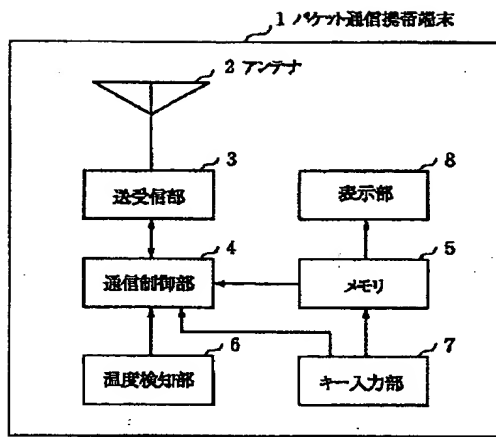 1 パケット通信携帯端末
2 アンテナ
3
送受信部
8
表示部
4
通信制御部
5
メモリ
6
温度検知部
7
キー入力部